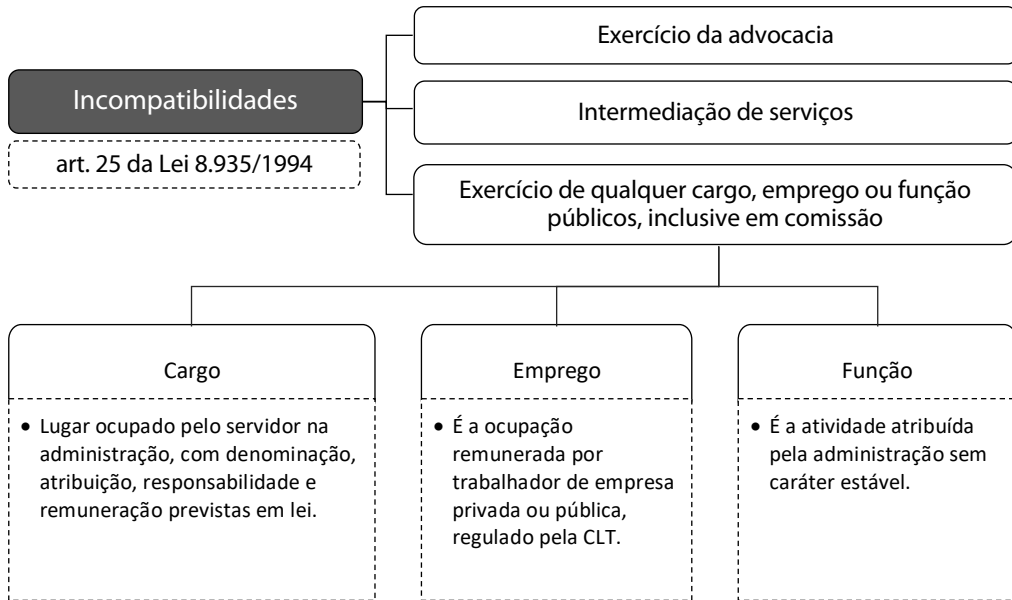 Exercício da advocacia
Incompatibilidades
art. 25 da Lei 8.935/1994
Intermediação de serviços
Exercício de qualquer cargo, emprego ou função
públicos, inclusive em comissão
Cargo
• Lugar ocupado pelo servidor na
administração, com denominação,
atribuição, responsabilidade e
remuneração previstas em lei.
Emprego
• É a ocupação
remunerada por
trabalhador de empresa
privada ou pública,
regulado pela CLT.
Função
• É a atividade atribuída
pela administração sem
caráter estável.